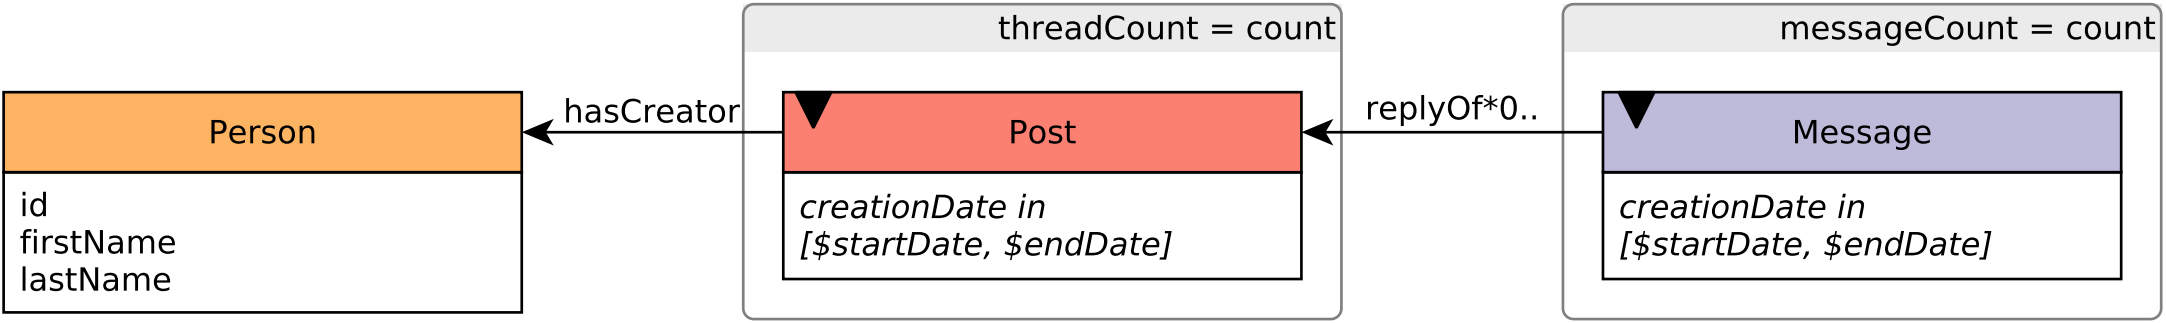 Person
id
firstName
lastName
hasCreator
threadCount = count
Post
creationDate in
[$startDate, $endDate]
replyOf*0..
messageCount = count
Message
creationDate in
[$startDate, $endDate]